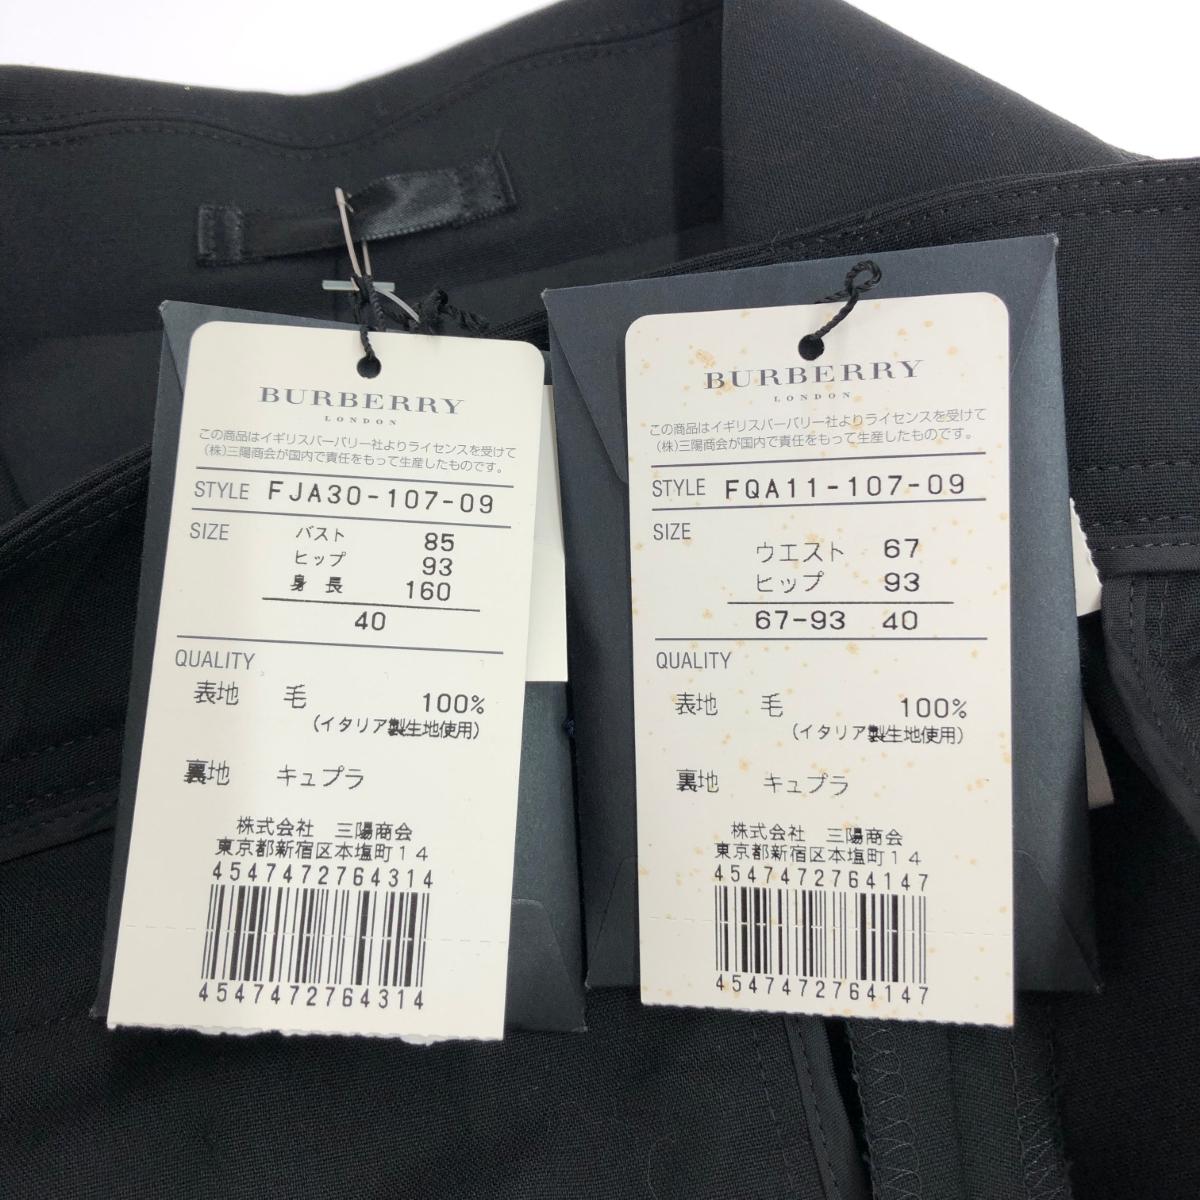 BURBERRY
LONDON
この商品はイギリスバーバリー社よりライセンスを受けて
(株)三陽商会が国内で責任をもって生産したものです。
STYLE FJA30-107-09
SIZE バスト 85
ヒップ 93
身長 160
40
QUALITY
表地 毛 100%
(イタリア製生地使用)
裏地 キュプラ
株式会社 三陽商会
東京都新宿区本塩町14
4547472764314
4547472764314
BURBERRY
LONDON
この商品はイギリスバーバリー社よりライセンスを受けて
(株)三陽商会が国内で責任をもって生産したものです。
STYLE FQA11-107-09
SIZE
ウエスト 67
ヒップ 93
67-93 40
QUALITY
表地 毛 100%
(イタリア製生地使用)
裏地 キュプラ
株式会社 三陽商会
東京都新宿区本塩町14
4547472764147
4547472764147